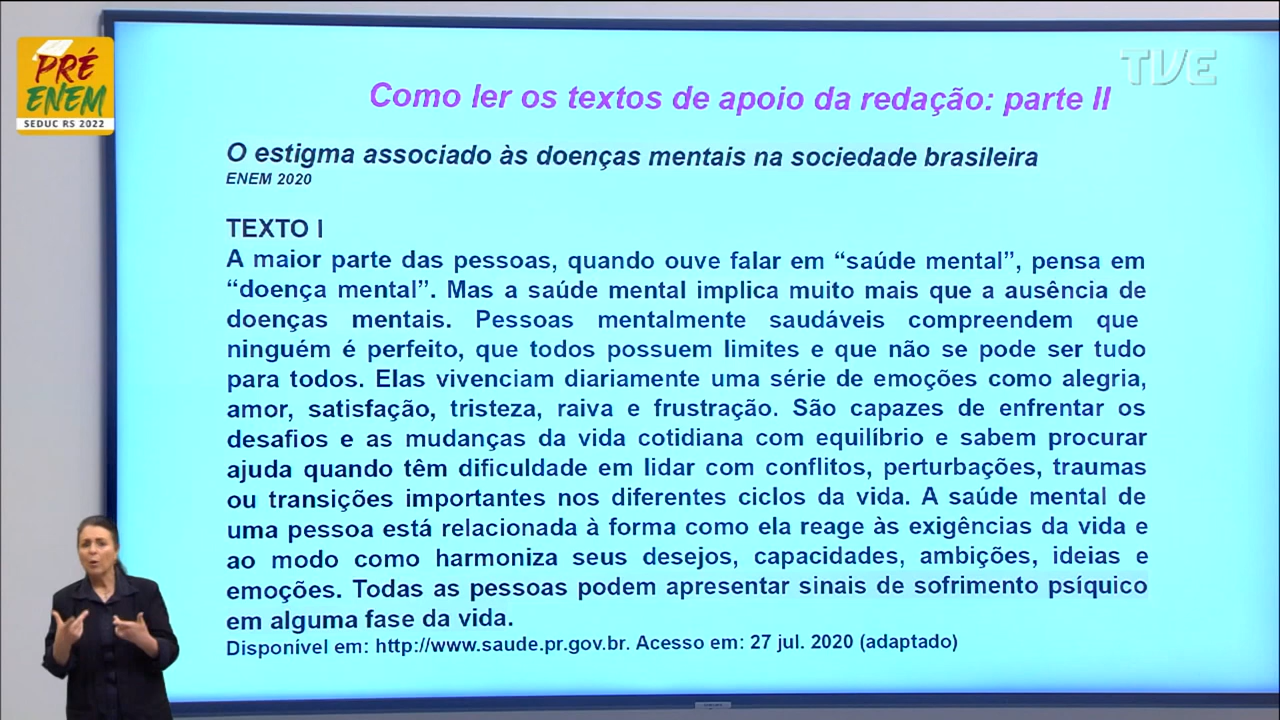 PRÉ
ENEM
SEDUC RS 2022
TVE
Como ler os textos de apoio da redação: parte II
O estigma associado às doenças mentais na sociedade brasileira
ENEM 2020
TEXTO I
A maior parte das pessoas, quando ouve falar em “saúde mental”, pensa em
“doença mental”. Mas a saúde mental implica muito mais que a ausência de
doenças mentais. Pessoas mentalmente saudáveis compreendem que
ninguém é perfeito, que todos possuem limites e que não se pode ser tudo
para todos. Elas vivenciam diariamente uma série de emoções como alegria,
amor, satisfação, tristeza, raiva e frustração. São capazes de enfrentar os
desafios e as mudanças da vida cotidiana com equilíbrio e sabem procurar
ajuda quando têm dificuldade em lidar com conflitos, perturbações, traumas
ou transições importantes nos diferentes ciclos da vida. A saúde mental de
uma pessoa está relacionada à forma como ela reage às exigências da vida e
ao modo como harmoniza seus desejos, capacidades, ambições, ideias e
emoções. Todas as pessoas podem apresentar sinais de sofrimento psíquico
em alguma fase da vida.
Disponível em: http://www.saude.pr.gov.br. Acesso em: 27 jul. 2020 (adaptado)